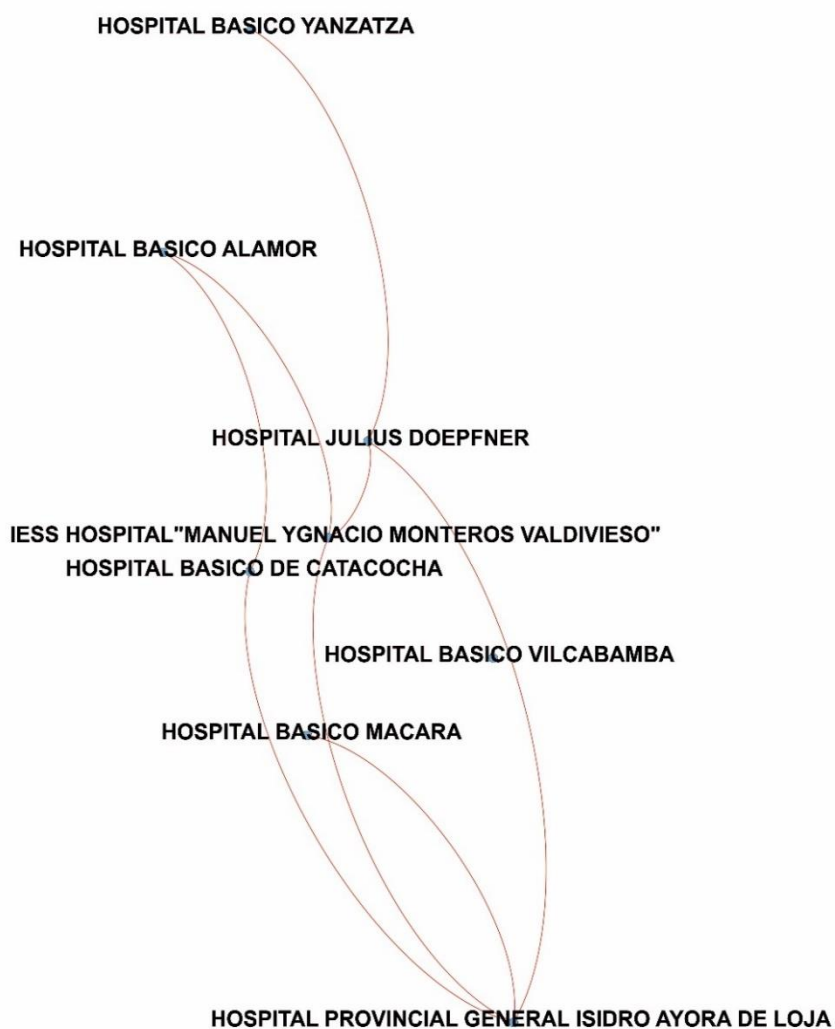 HOSPITAL BASICO YANZATZA
HOSPITAL BASICO ALAMOR
HOSPITAL JULIUS DOEPFNER
IESS HOSPITAL"MANUEL YGNACIO MONTEROS VALDIVIESO"
HOSPITAL BASICO DE CATACOCHA
HOSPITAL BASICO VILCABAMBA
HOSPITAL BASICO MACARA
HOSPITAL PROVINCIAL GENERAL ISIDRO AYORA DE LOJA